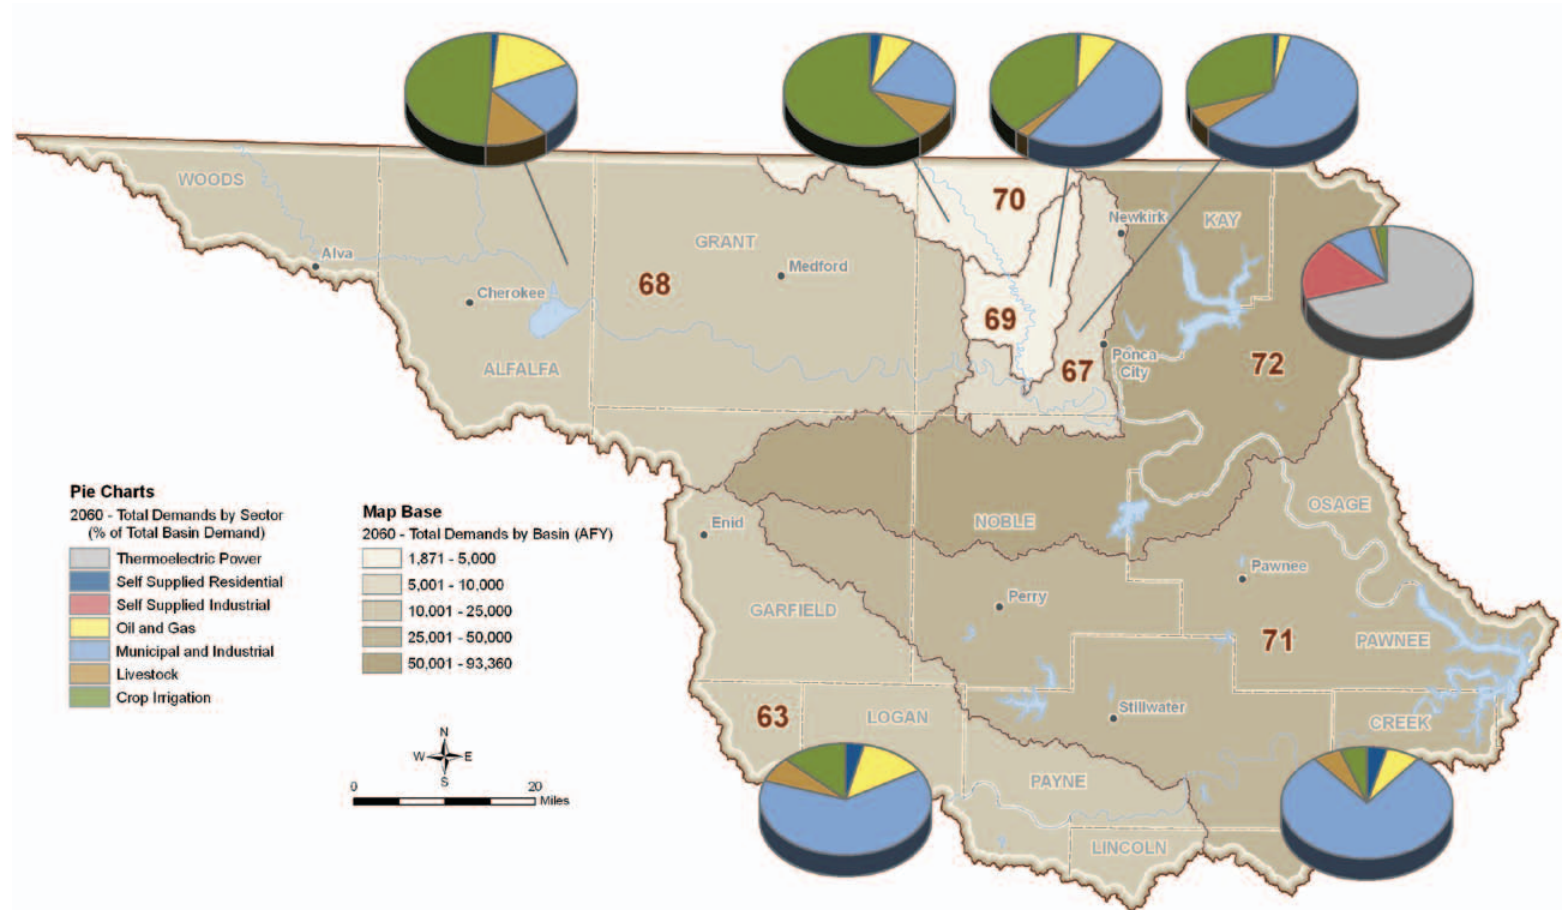 WOODS
Alva
Cherokee
ALFALFA
GRANT
Medford
68
70
69
67
Newkirk
KAY
Ponca
City
72
Pie Charts
2060 - Total Demands by Sector
(% of Total Basin Demand)
Thermoelectric Power
Self Supplied Residential
Self Supplied Industrial
Oil and Gas
Municipal and Industrial
Livestock
Crop Irrigation
Map Base
2060 - Total Demands by Basin (AFY)
1,871 - 5,000
5,001 - 10,000
10,001 - 25,000
25,001 - 50,000
50,001 - 93,360
N
W E
S
0 20
Miles
Enid
NOBLE
OSAGE
Pawnee
Perry
GARFIELD
71
PAWNEE
63
LOGAN
Stillwater
CREEK
PAYNE
LINCOLN